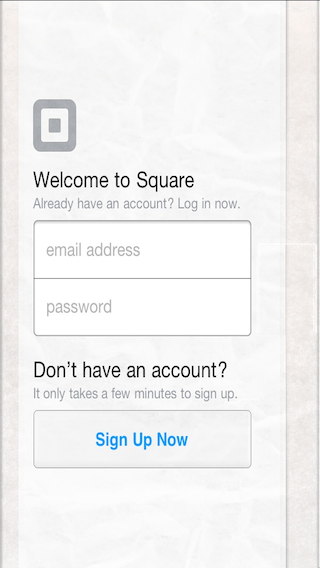 Welcome to Square
Already have an account? Log in now.
email address
password
Don’t have an account?
It only takes a few minutes to sign up.
Sign Up Now